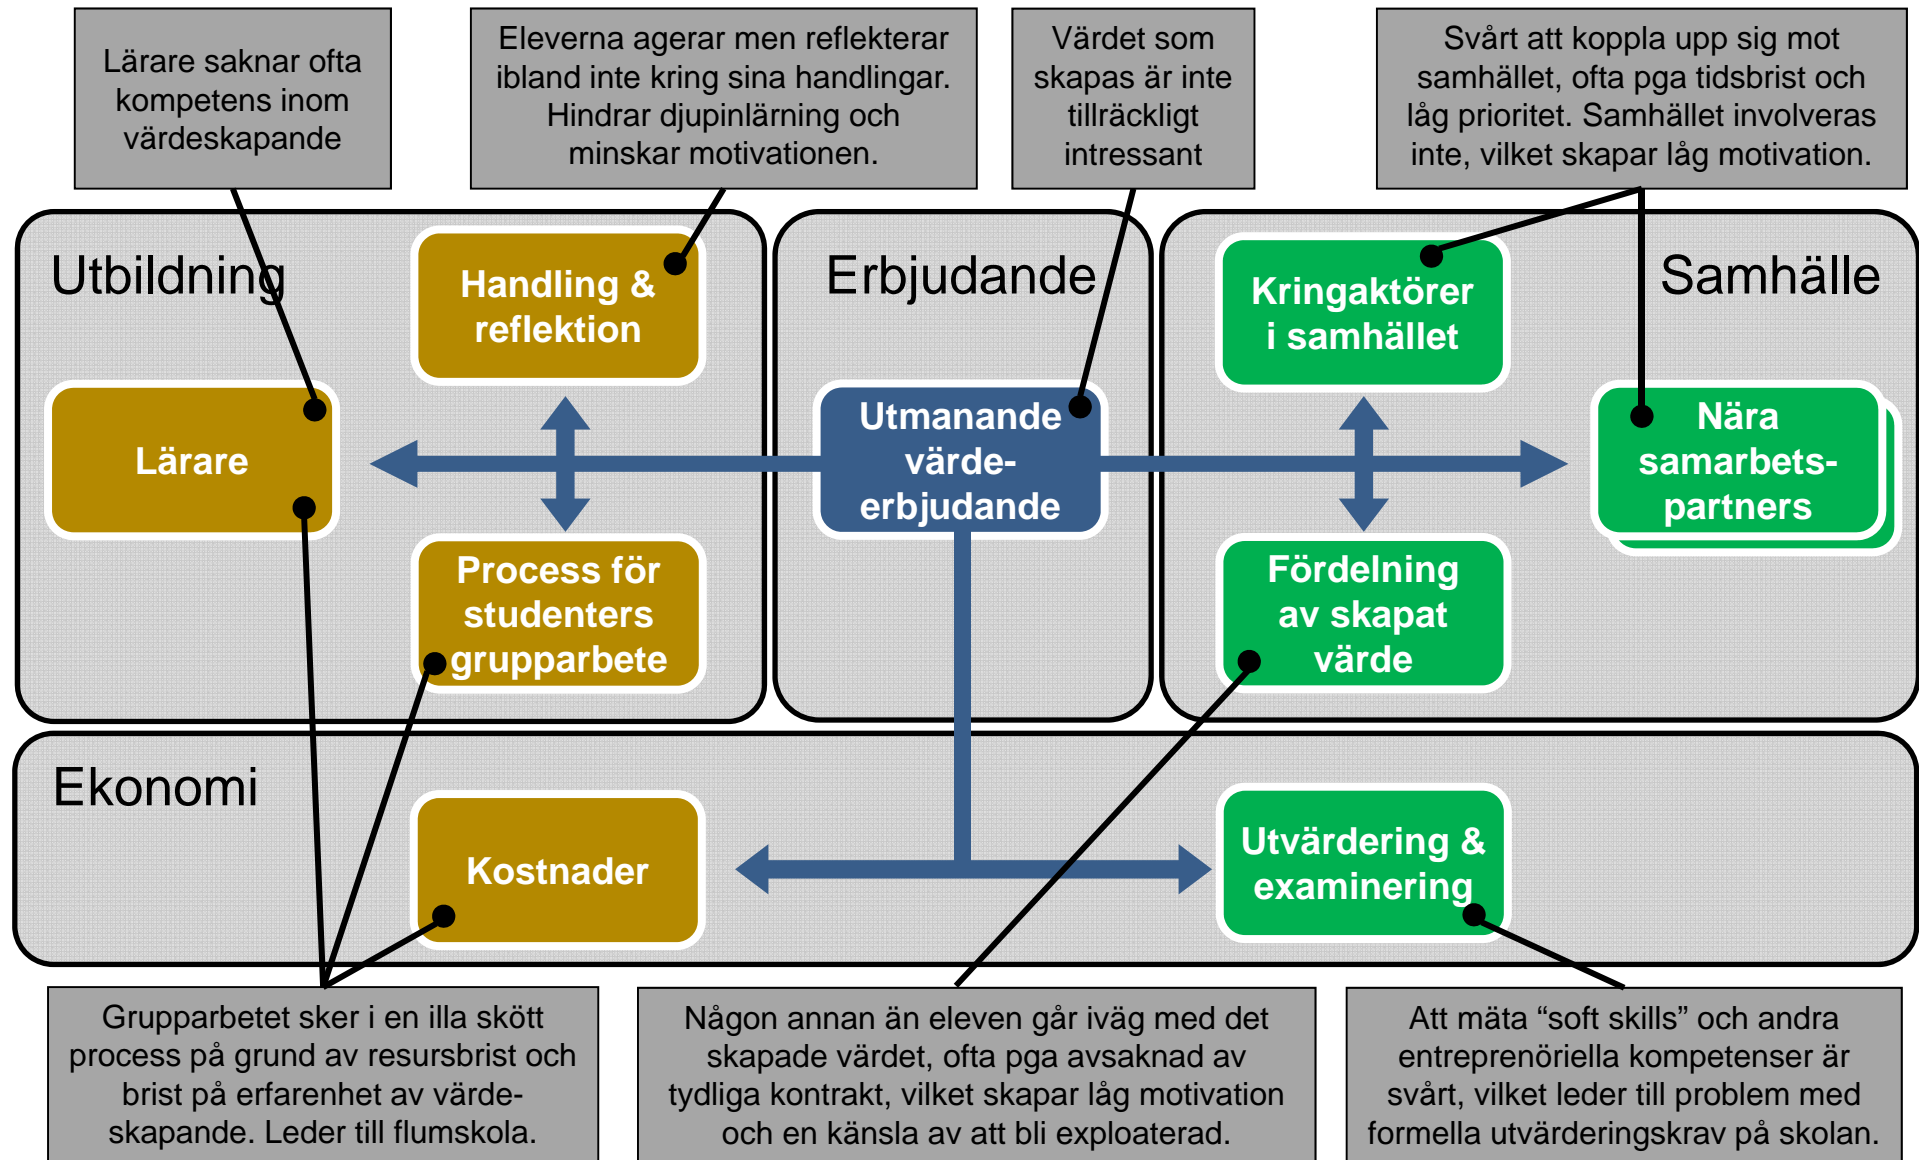 Lärare saknar ofta
kompetens inom
värdeskapande
Eleverna agerar men reflekterar
ibland inte kring sina handlingar.
Hindrar djupinlärning och
minskar motivationen.
Värdet som
skapas är inte
tillräckligt
intressant
Svårt att koppla upp sig mot
samhället, ofta pga tidsbrist och
låg prioritet. Samhället involveras
inte, vilket skapar låg motivation.
Utbildning
Handling &
reflektion
Lärare
Process för
studenters
grupparbete
Erbjudande
Utmanande
värde-
erbjudande
Samhälle
Kringaktörer
i samhället
Nära
samarbets-
partners
Fördelning
av skapat
värde
Ekonomi
Kostnader
Utvärdering &
examinering
Grupparbetet sker i en illa skött
process på grund av resursbrist och
brist på erfarenhet av värde-
skapande. Leder till flumskola.
Någon annan än eleven går iväg med det
skapade värdet, ofta pga avsaknad av
tydliga kontrakt, vilket skapar låg motivation
och en känsla av att bli exploaterad.
Att mäta “soft skills” och andra
entreprenöriella kompetenser är
svårt, vilket leder till problem med
formella utvärderingskrav på skolan.